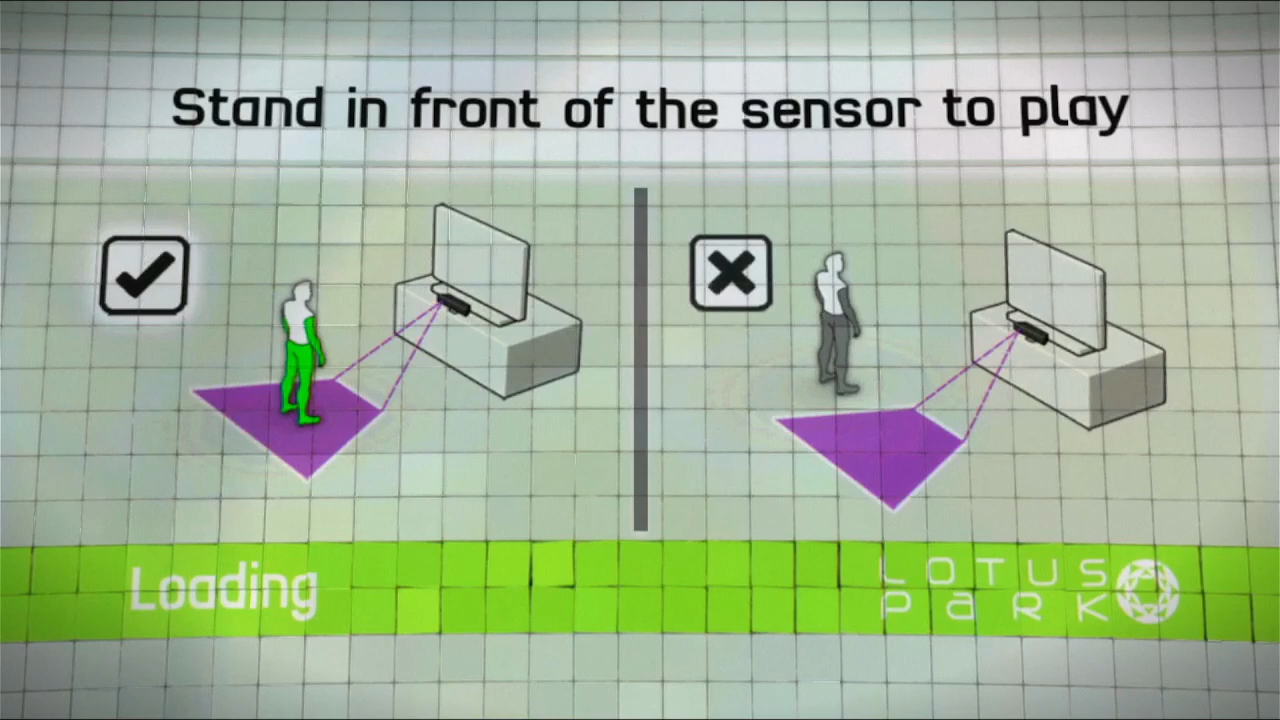 Stand in front of the sensor to play
Loading
LOTUS
PaRK